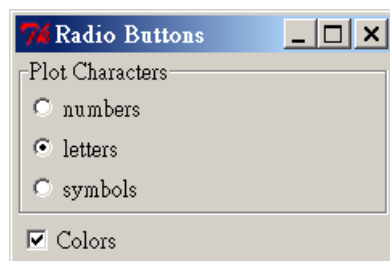 Radio Buttons
Plot Characters
numbers
letters
symbols
Colors